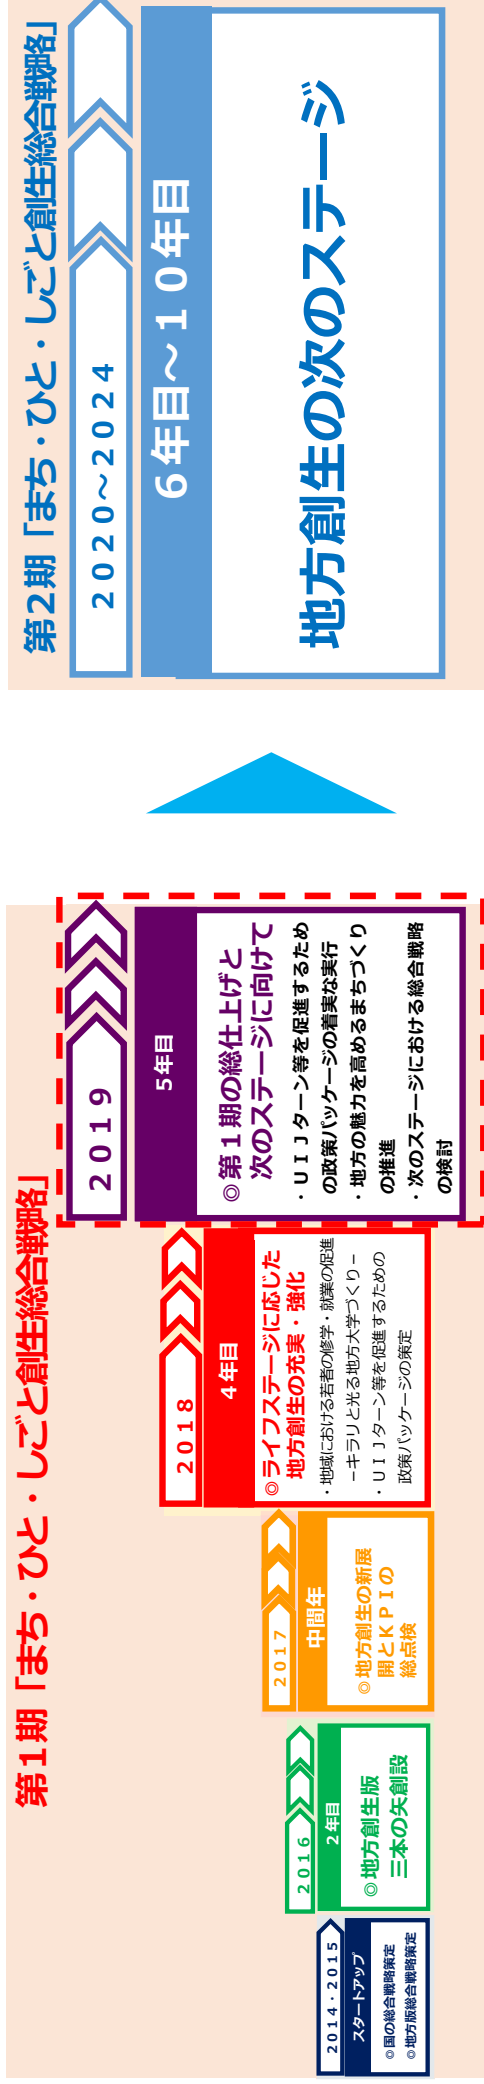 第1期「まち・ひと・しごと創生総合戦略」
２０１４・２０１５
スタートアップ
◎国の総合戦略策定
◎地方版総合戦略策定
２０１６
２年目
◎地方創生版
三本の矢創設
２０１７
中間年
◎地方創生の新展
開とＫＰＩの
総点検
２０１８
４年目
◎ライフステージに応じた
地方創生の充実・強化
・地域における若者の修学・就業の促進
－キラリと光る地方大学づくり－
・ＵＩＪターン等を促進するための
政策パッケージの策定
２０１９
５年目
◎第１期の総仕上げと
次のステージに向けて
・ＵＩＪターン等を促進するため
の政策パッケージの着実な実行
・地方の魅力を高めるまちづくり
の推進
・次のステージにおける総合戦略
の検討
第2期「まち・ひと・しごと創生総合戦略」
２０２０～２０２４
６年目～１０年目
地方創生の次のステージ